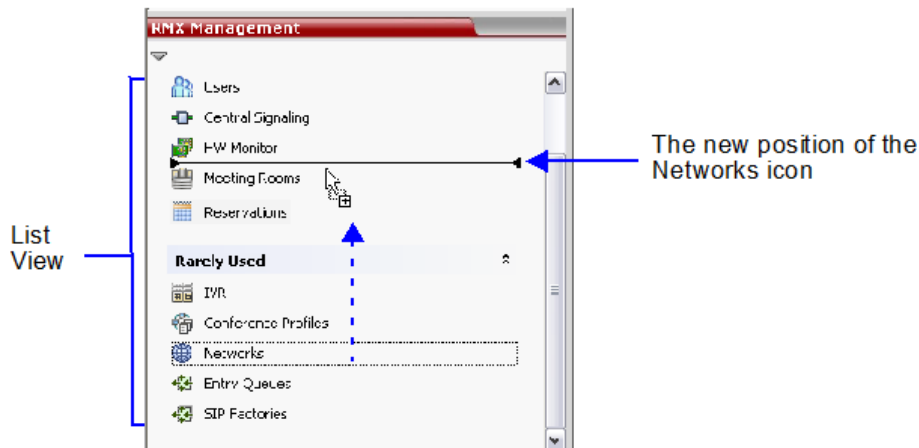 RMX Management
Users
Central Signaling
HW Monitor
The new position of the
Networks icon
Meeting Rooms
Reservations
List
View
Rarely Used
IVR
Conference Profiles
Networks
Entry Queues
SIP Factories